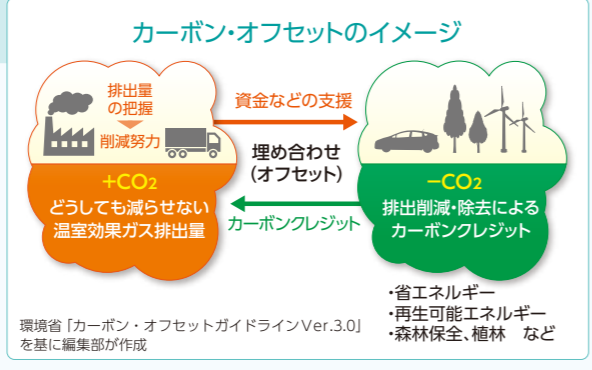 カーボン・オフセットのイメージ
排出量
の把握
削減努力
+CO2
どうしても減らせない
温室効果ガス排出量
資金などの支援
埋め合わせ
(オフセット)
カーボンクレジット
−CO2
排出削減・除去による
カーボンクレジット
・省エネルギー
・再生可能エネルギー
・森林保全、植林 など
環境省「カーボン・オフセットガイドラインVer.3.0」
を基に編集部が作成